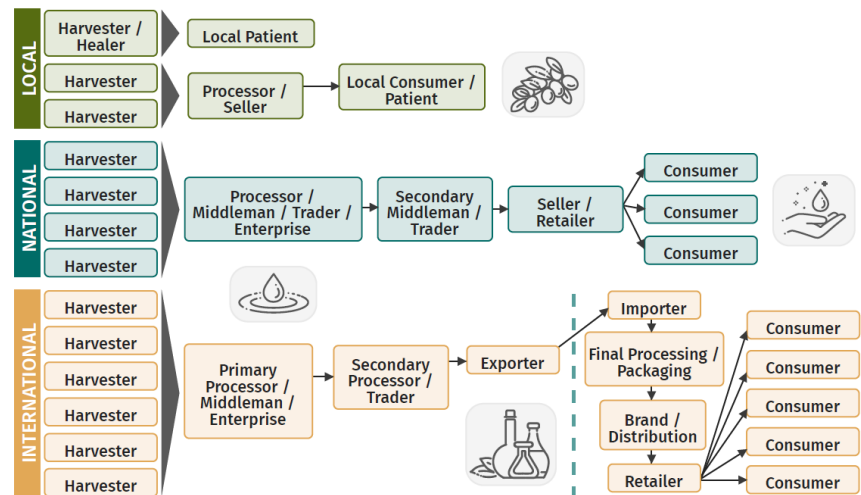 LOCAL
Harvester /
Healer
Local Patient
Harvester
Harvester
Processor /
Seller
Local Consumer /
Patient
NATIONAL
Harvester
Harvester
Harvester
Harvester
Processor /
Middleman / Trader /
Enterprise
Secondary
Middleman /
Trader
Seller /
Retailer
Consumer
Consumer
Consumer
INTERNATIONAL
Harvester
Harvester
Harvester
Harvester
Harvester
Harvester
Primary
Processor /
Middleman /
Enterprise
Secondary
Processor /
Trader
Exporter
Importer
Final Processing /
Packaging
Brand /
Distribution
Retailer
Consumer
Consumer
Consumer
Consumer
Consumer